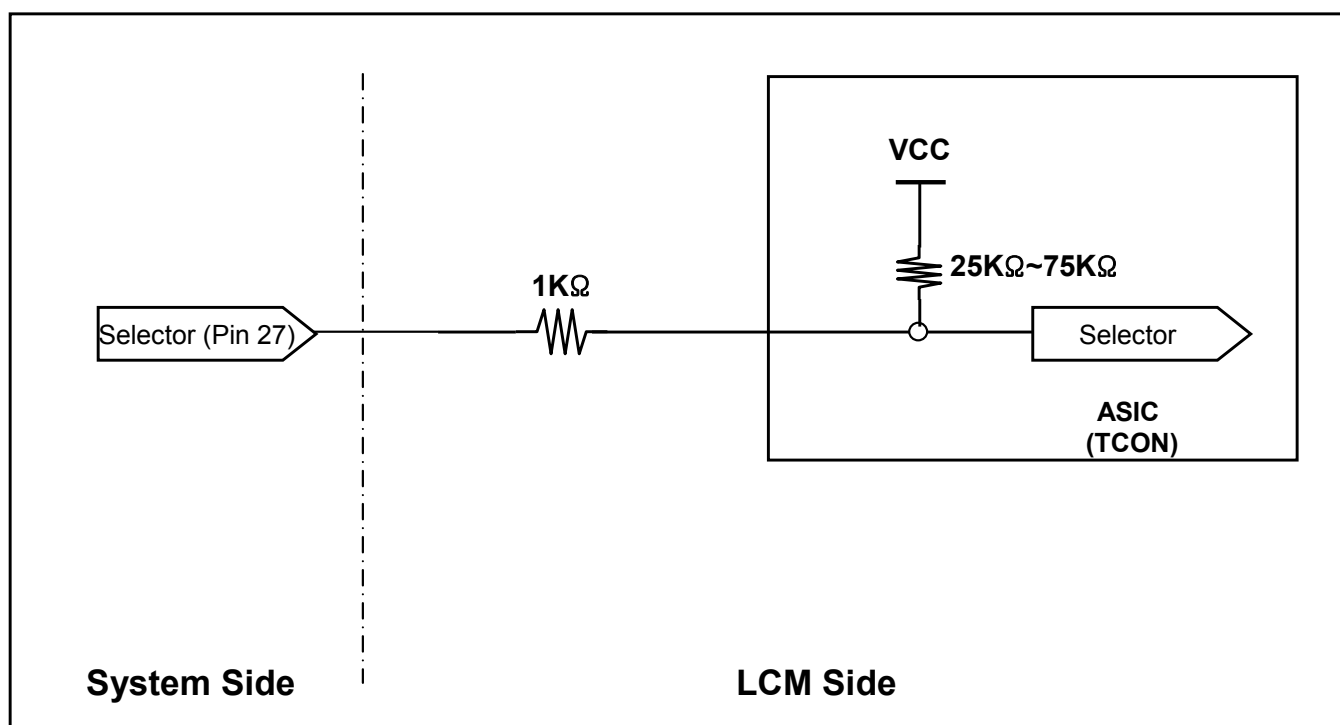 VCC
25KΩ~75KΩ
1KΩ
Selector (Pin 27)
Selector
ASIC
(TCON)
System Side
LCM Side